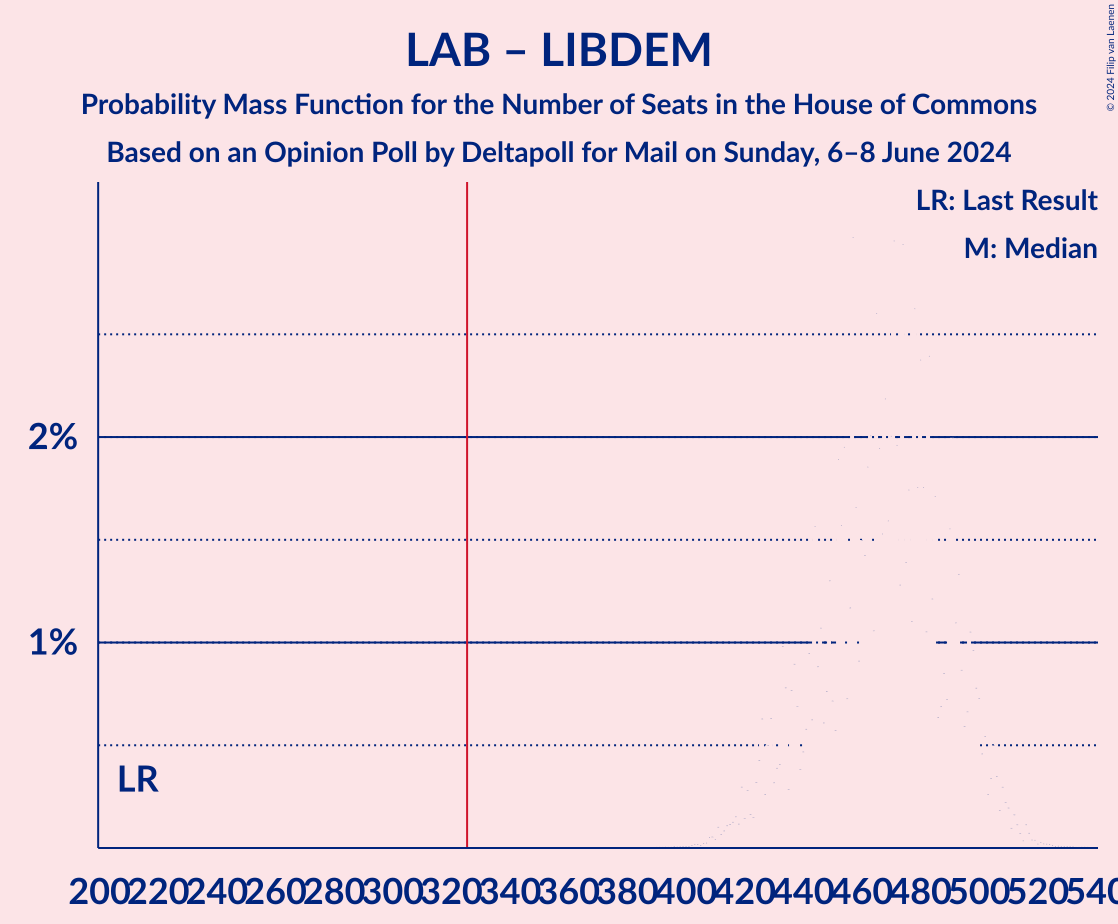 LAB – LIBDEM
Probability Mass Function for the Number of Seats in the House of Commons
Based on an Opinion Poll by Deltapoll for Mail on Sunday, 6–8 June 2024
© 2024 Filip van Laenen
LR: Last Result
M: Median
2%
1%
LR
200 220 240 260 280 300 320 340 360 380 400 420 440 460 480 500 520 540